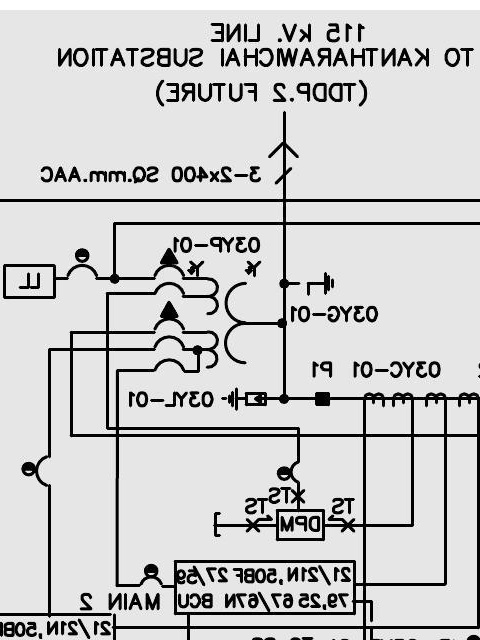 115 kV. LINE
TO KANTHARAWICHAI SUBSTATION
(TDDP.2 FUTURE)
3-2x400 SQ.mm.AAC
03YP-01
LL
03YG-01
P1
03YC-01
03YL-01
TS
TS
TS
DPM
21/21N,50BF 27/59
79,25 67/67N BCU
MAIN 2
21/21N,50BF